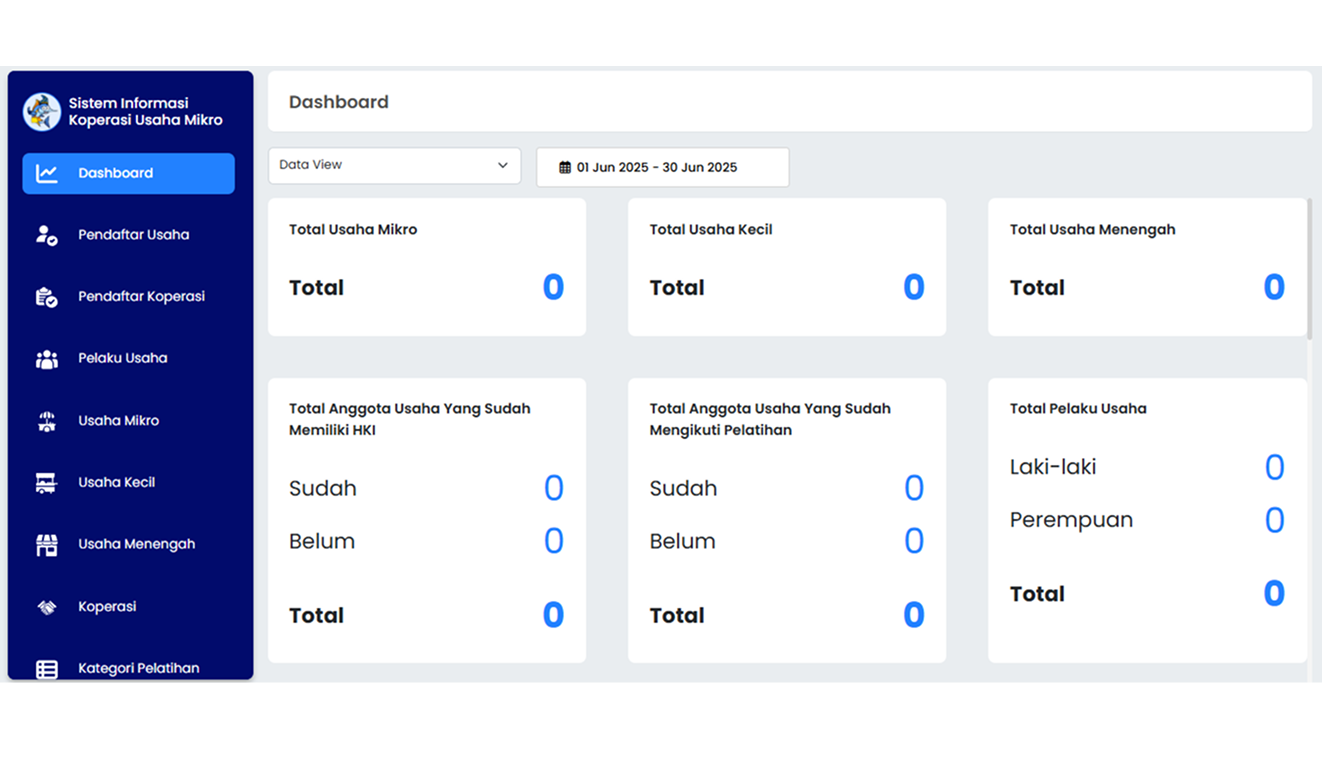 Sistem Informasi
Koperasi Usaha Mikro
Dashboard
Pendaftar Usaha
Pendaftar Koperasi
Pelaku Usaha
Usaha Mikro
Usaha Kecil
Usaha Menengah
Koperasi
Kategori Pelatihan
Dashboard
Data View
01 Jun 2025 - 30 Jun 2025
Total Usaha Mikro
Total 0
Total Usaha Kecil
Total 0
Total Usaha Menengah
Total 0
Total Anggota Usaha Yang Sudah
Memiliki HKI
Sudah 0
Belum 0
Total 0
Total Anggota Usaha Yang Sudah
Mengikuti Pelatihan
Sudah 0
Belum 0
Total 0
Total Pelaku Usaha
Laki-laki 0
Perempuan 0
Total 0